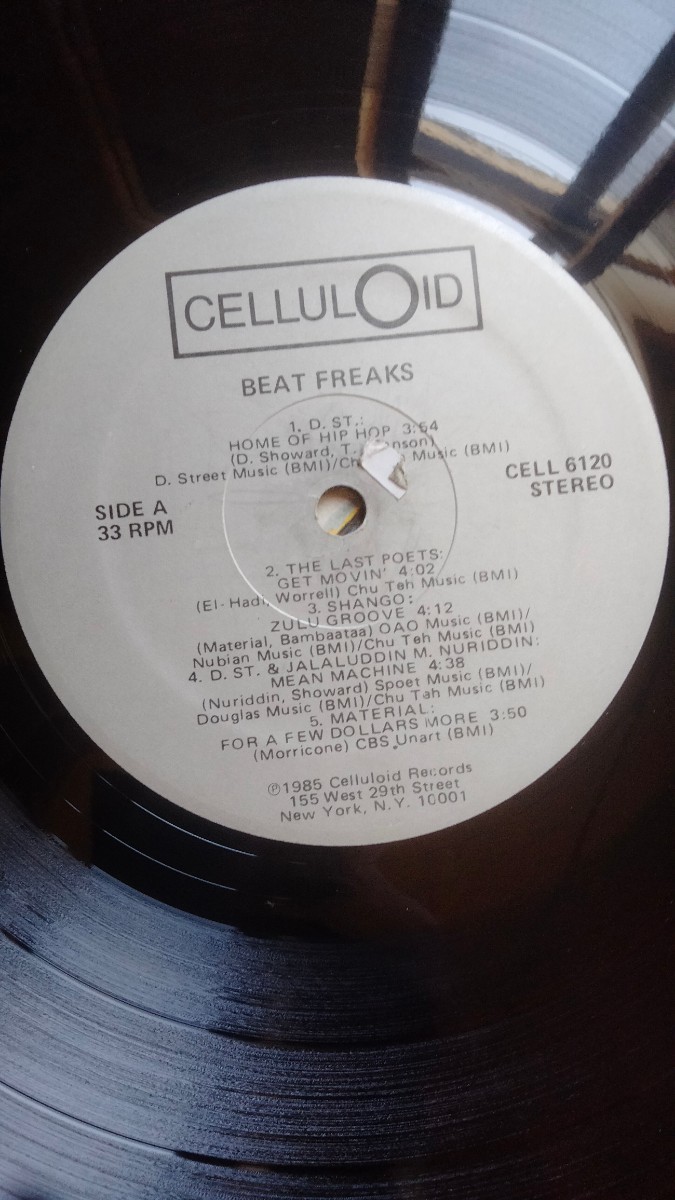 CELLULOID
BEAT FREAKS
1. D. ST.:
HOME OF HIP HOP 3:54
(D. Showard, T.
D. Street Music (BMI)/ Music (BMI)
SIDE A
33 RPM
CELL 6120
STEREO
2. THE LAST POETS:
GET MOVIN' 4:02
(El-Hadi, Worrell) Chu Teh Music (BMI)
3. SHANGO:
ZULU GROOVE 4:12
(Material, Bambaataa) OAO Music (BMI)/
Nubian Music (BMI)/Chu Teh Music (BMI)
4. D. ST. & JALALUDDIN M. NURIDDIN:
MEAN MACHINE 4:38
(Nuriddin, Showard) Spoet Music (BMI)/
Douglas Music (BMI)/Chu Tah Music (BMI)
5. MATERIAL:
FOR A FEW DOLLARS MORE 3:50
(Morricone) CBS Unart (BMI)
℗1985 Celluloid Records
155 West 29th Street
New York, N.Y. 10001